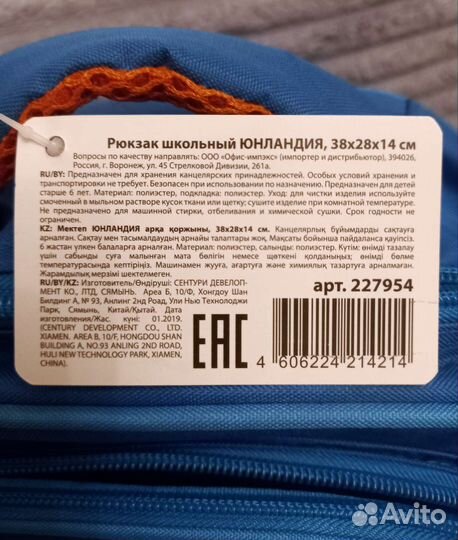 Рюкзак школьный ЮНЛАНДИЯ, 38х28х14 см
Вопросы по качеству направлять: ООО «Офис-импэкс» (импортер и дистрибьютор), 394026,
Россия, г. Воронеж, ул. 45 Стрелковой Дивизии, 261а.
RU/BY: Предназначен для хранения канцелярских принадлежностей. Особых условий хранения и
транспортировки не требует. Безопасен при использовании по назначению. Предназначен для детей
старше 6 лет. Материал: полиэстер, подкладка: полиэстер. Уход: для чистки изделия используйте
смоченный в мыльном растворе кусок ткани или щетку; сушите изделие при комнатной температуре.
Не предназначено для машинной стирки, отбеливания и химической сушки. Срок годности не
ограничен.
KZ: Мектеп ЮНЛАНДИЯ арқа қоржыны, 38х28х14 см. Канцелярлық бұйымдарды сақтауға
арналған. Сақтау мен тасымалдаудың арнайы талаптары жоқ. Мақсаты бойынша пайдалануға қауіпсіз.
6 жастан үлкен балаларға арналған. Материал: полиэстер, салынды: полиэстер. Күтім: өнімді тазалау
үшін сабынды суға малынған мата бөлігін немесе щөткені қолданыңыз; өнімді бөлме
температурасында кептіріңіз. Машинамен жууға, ағартуға және химиялық тазартуға арналмаған.
Жарамдылық мерзімі шектелмеген.
RU/BY/KZ: Изготовитель/Өндіруші: СЕНТУРИ ДЕВЕЛОП-
МЕНТ КО., ЛТД, СЯМЫНЬ. Ареа Б, 10/Ф, Хонгдоу Шан
Билдинг А, № 93, Анлинг 2нд Роад, Ули Нью Технолоджи
Парк, Сямынь, Китай/Қытай. Дата
изготовления/Жас. күні: 01.2019.
(CENTURY DEVELOPMENT CO., LTD.
XIAMEN. AREA B, 10/F, HONGDOU SHAN
BUILDING A, NO.93 ANLING 2ND ROAD,
HULI NEW TECHNOLOGY PARK, XIAMEN,
CHINA).
арт. 227954
EAC
4 606224 214214
Avito